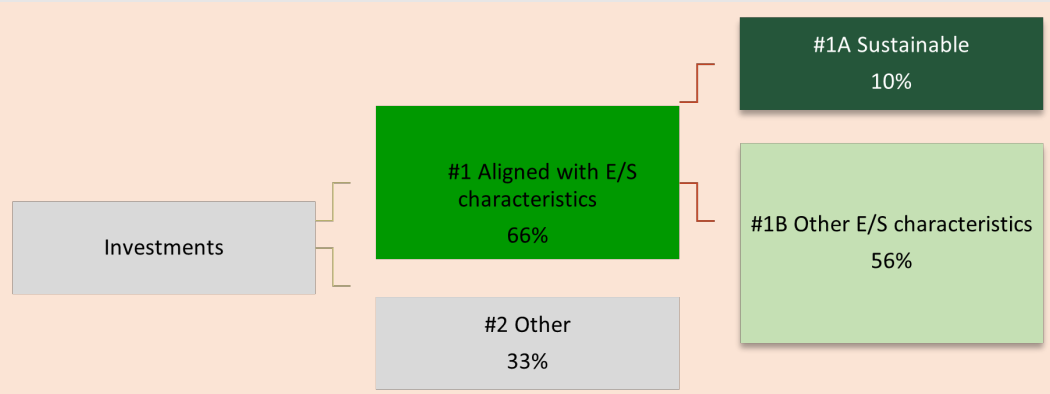 Investments
#1 Aligned with E/S
characteristics
66%
#2 Other
33%
#1A Sustainable
10%
#1B Other E/S characteristics
56%